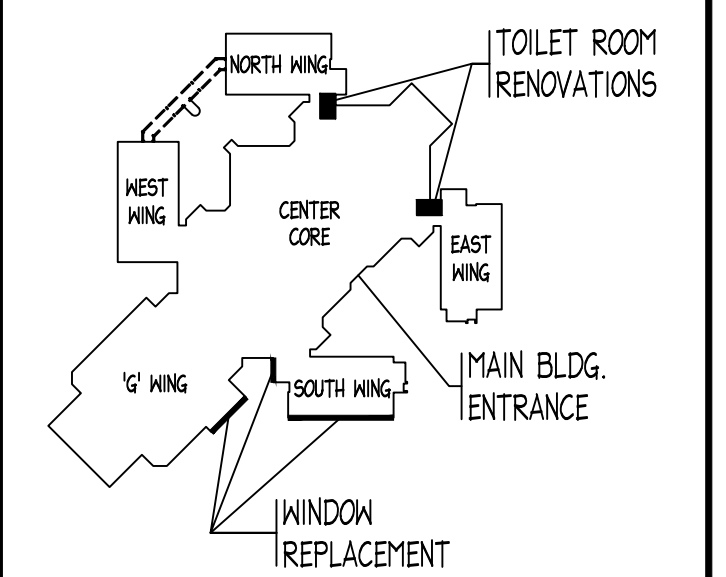 TOILET ROOM
RENOVATIONS
NORTH WING
WEST
WING
CENTER
CORE
EAST
WING
MAIN BLDG.
ENTRANCE
'G' WING
SOUTH WING
WINDOW
REPLACEMENT